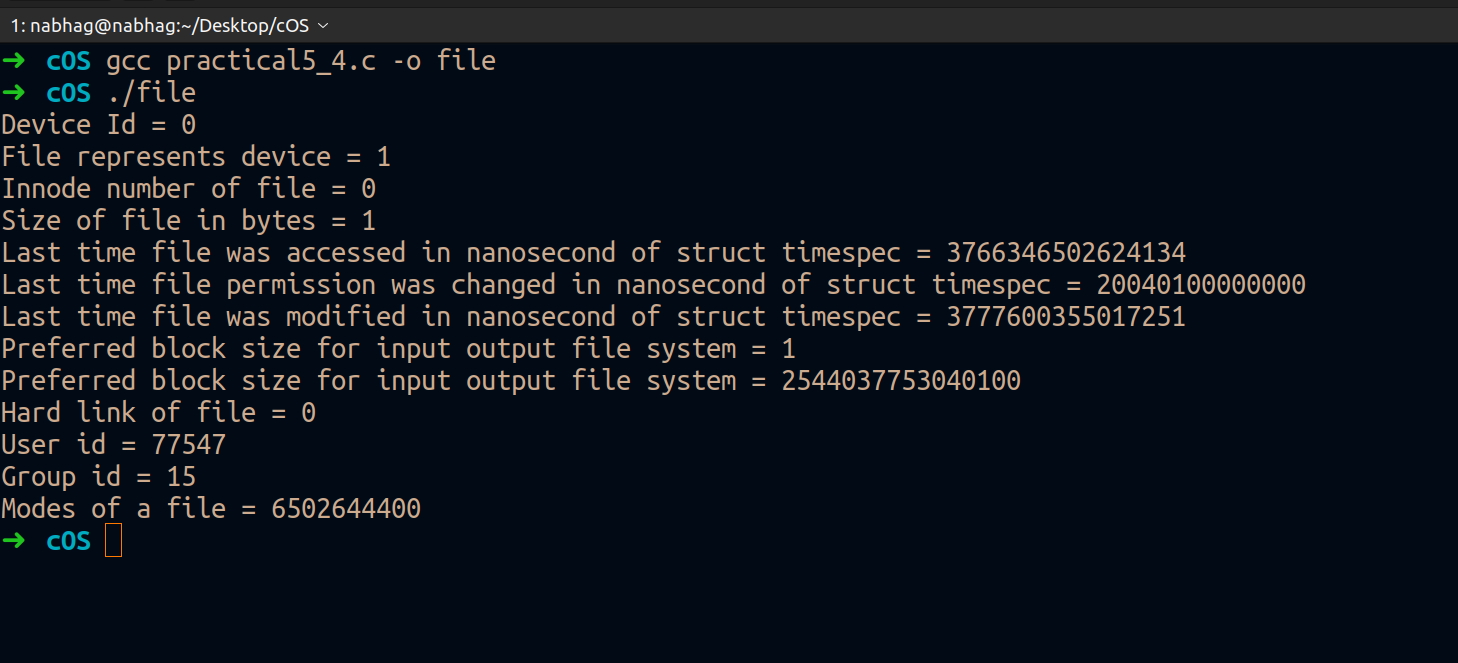 1: nabhag@nabhag:~/Desktop/cOS
➜ cOS gcc practical5_4.c -o file
➜ cOS ./file
Device Id = 0
File represents device = 1
Innode number of file = 0
Size of file in bytes = 1
Last time file was accessed in nanosecond of struct timespec = 3766346502624134
Last time file permission was changed in nanosecond of struct timespec = 20040100000000
Last time file was modified in nanosecond of struct timespec = 3777600355017251
Preferred block size for input output file system = 1
Preferred block size for input output file system = 2544037753040100
Hard link of file = 0
User id = 77547
Group id = 15
Modes of a file = 6502644400
➜ cOS